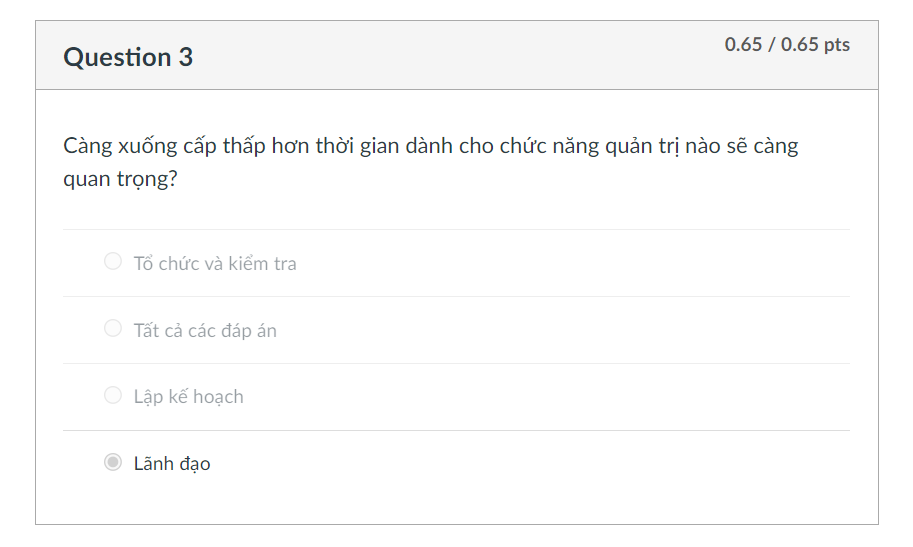 Question 3
0.65 / 0.65 pts
Càng xuống cấp thấp hơn thời gian dành cho chức năng quản trị nào sẽ càng
quan trọng?
Tổ chức và kiểm tra
Tất cả các đáp án
Lập kế hoạch
Lãnh đạo